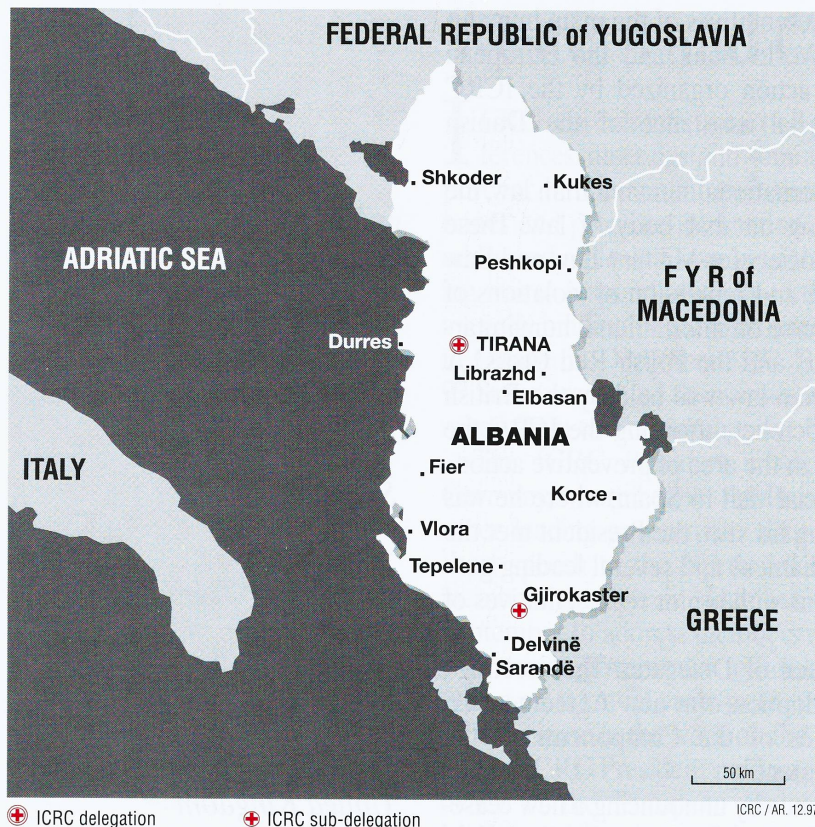 FEDERAL REPUBLIC of YUGOSLAVIA
Shkoder
Kukes
ADRIATIC SEA
Peshkopi
F Y R of
MACEDONIA
Durres
TIRANA
Librazhd
Elbasan
ALBANIA
ITALY
Fier
Korce
Vlora
Tepelene
Gjirokaster
GREECE
Delvinë
Sarandë
50 km
ICRC / AR. 12.97
ICRC delegation
ICRC sub-delegation